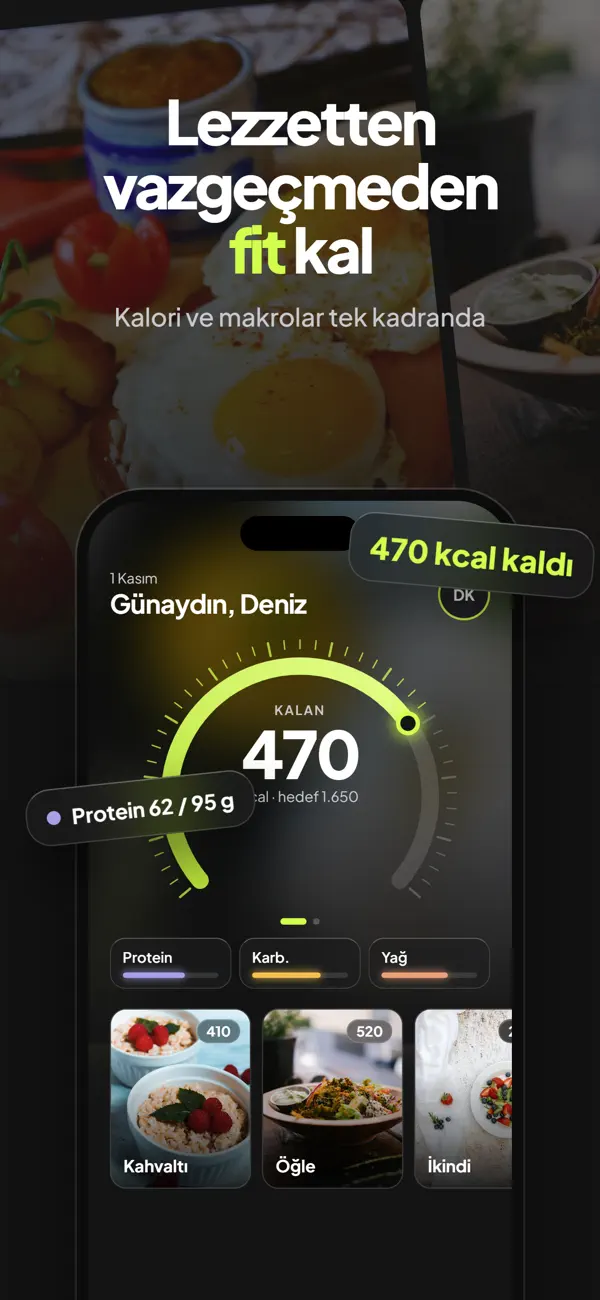 Lezzetten
vazgeçmeden
fit kal
Kalori ve makrolar tek kadranda
470 kcal kaldı
1 Kasım
Günaydın, Deniz
DK
KALAN
470
· hedef 1.650
Protein 62 / 95 g
Protein
Karb.
Yağ
410
520
Kahvaltı
Öğle
İkindi